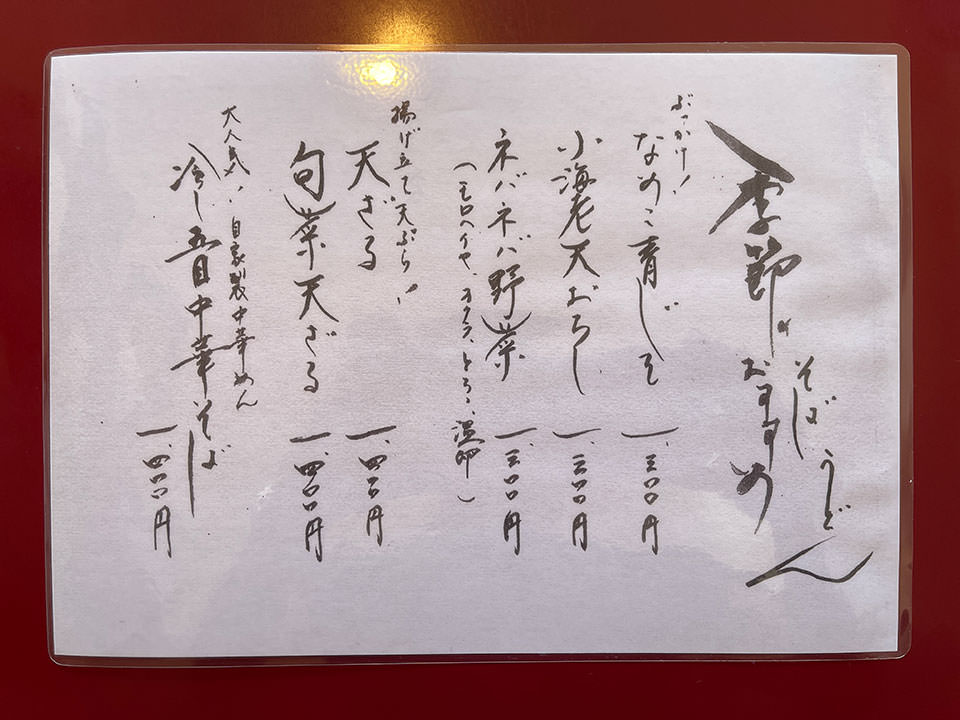 そば うどん
季節のおすすめ
ぶっかけ!
なめこ青じそ 一、三〇〇円
小海老天おろし 一、三〇〇円
ネバネバ野菜 一、三〇〇円
(モロヘイヤ、オクラ、とろろ、温卵)
揚げ立て天ぷら!
天ざる 一、四〇〇円
旬菜天ざる 一、四〇〇円
大人気! 自家製中華めん
冷し五目中華そば 一、四〇〇円